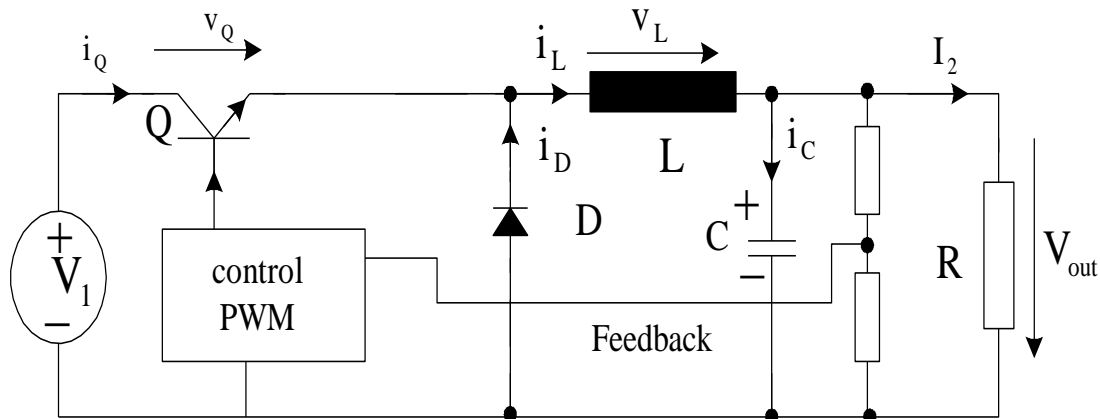 v_Q
i_Q
Q
i_L
v_L
L
I_2
i_D
D
i_C
C
+
−
R
V_out
+
V_1
−
control
PWM
Feedback